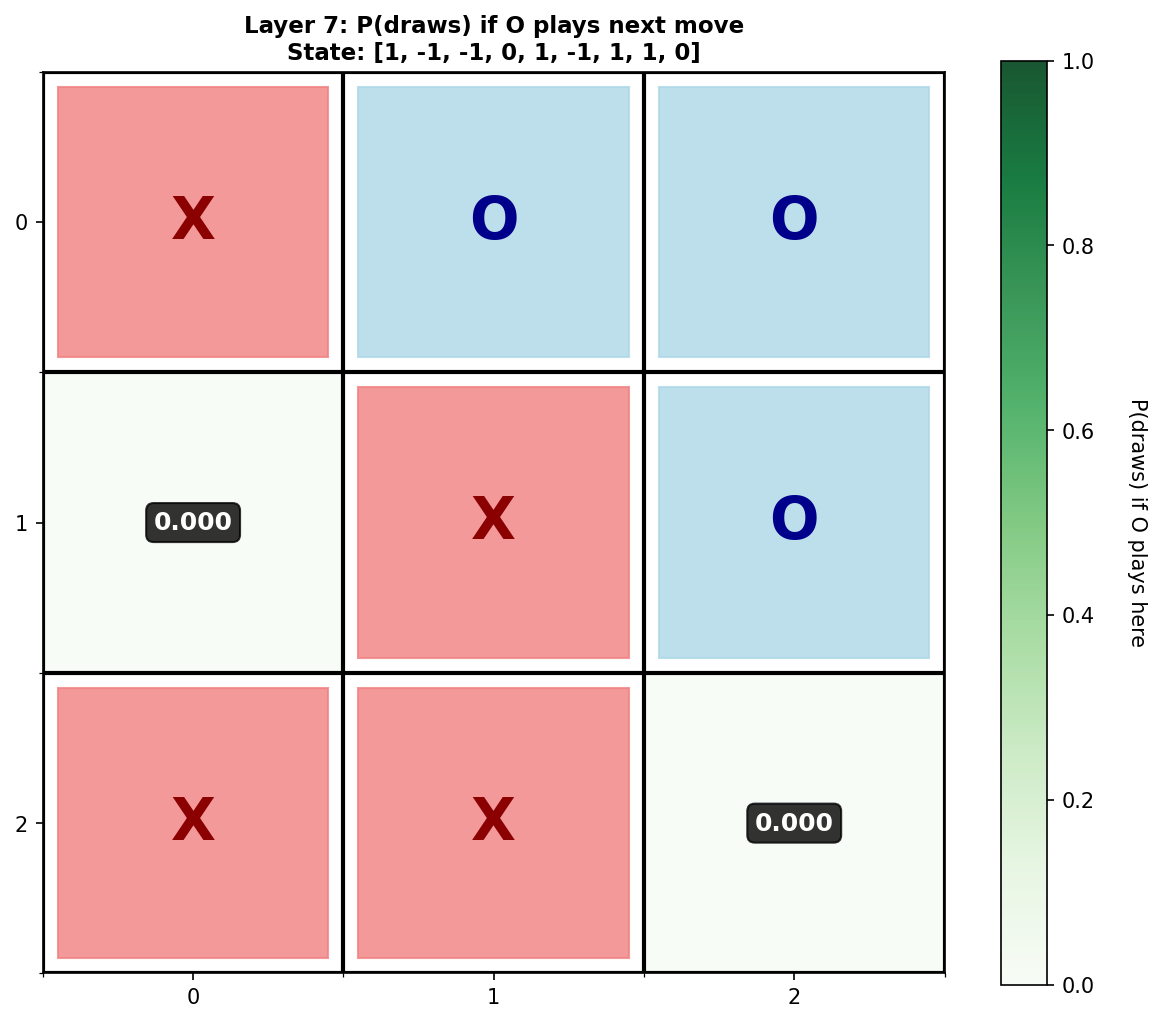 Layer 7: P(draws) if O plays next move
State: [1, -1, -1, 0, 1, -1, 1, 1, 0]
0
X
O
O
1
0.000
X
O
2
X
X
0.000
0
1
2
1.0
0.8
0.6
0.4
0.2
0.0
P(draws) if O plays here